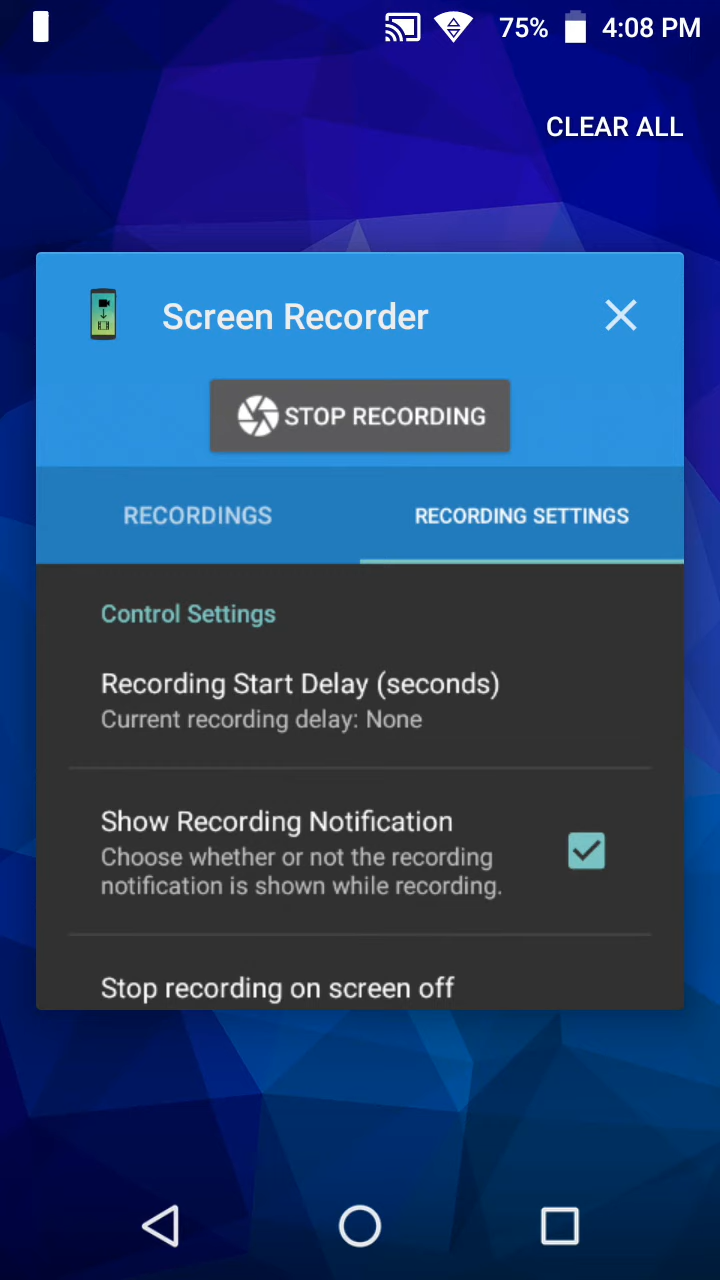 75% 4:08 PM
CLEAR ALL
Screen Recorder
STOP RECORDING
RECORDINGS RECORDING SETTINGS
Control Settings
Recording Start Delay (seconds)
Current recording delay: None
Show Recording Notification
Choose whether or not the recording
notification is shown while recording.
Stop recording on screen off